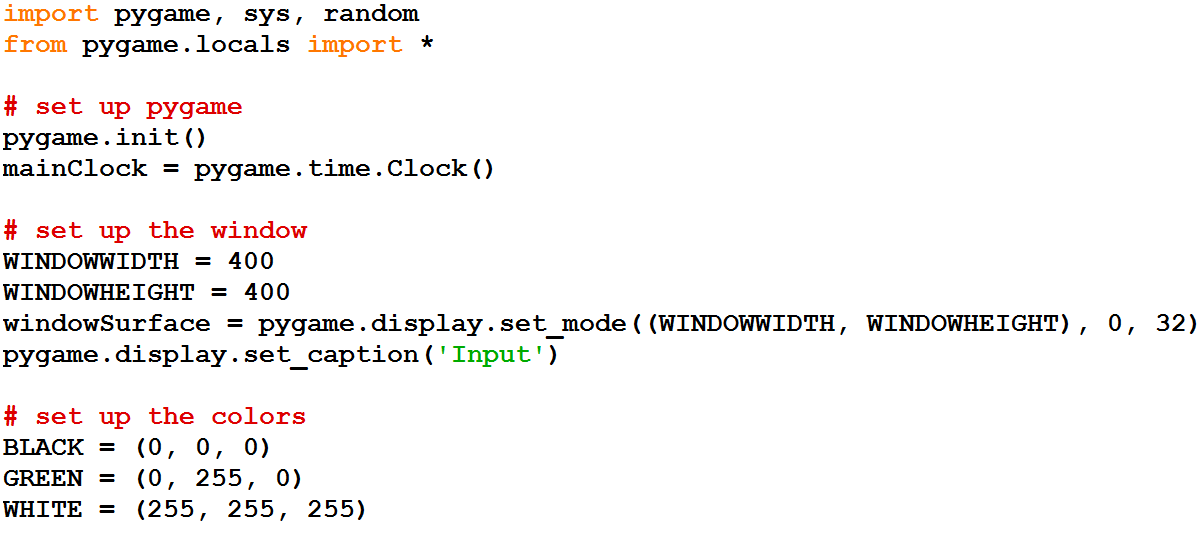 import pygame, sys, random
from pygame.locals import *
# set up pygame
pygame.init()
mainClock = pygame.time.Clock()
# set up the window
WINDOWWIDTH = 400
WINDOWHEIGHT = 400
windowSurface = pygame.display.set_mode((WINDOWWIDTH, WINDOWHEIGHT), 0, 32)
pygame.display.set_caption('Input')
# set up the colors
BLACK = (0, 0, 0)
GREEN = (0, 255, 0)
WHITE = (255, 255, 255)